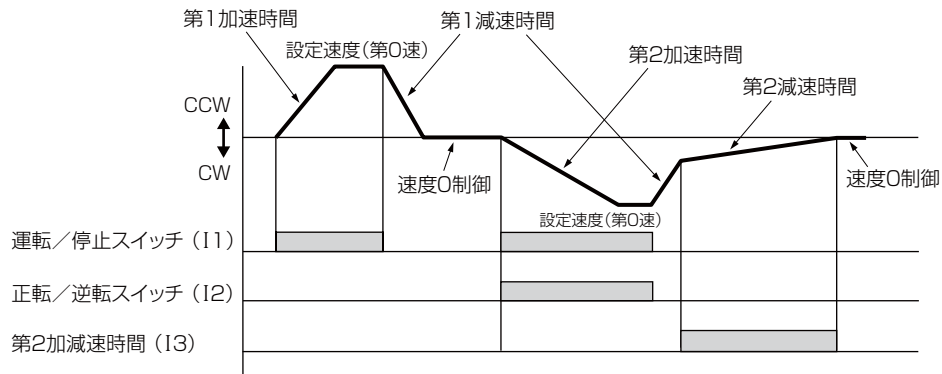 第1加速時間
第1減速時間
設定速度(第0速)
第2加速時間
第2減速時間
CCW
CW
速度0制御
速度0制御
設定速度(第0速)
運転／停止スイッチ（I1）
正転／逆転スイッチ（I2）
第2加減速時間（I3）